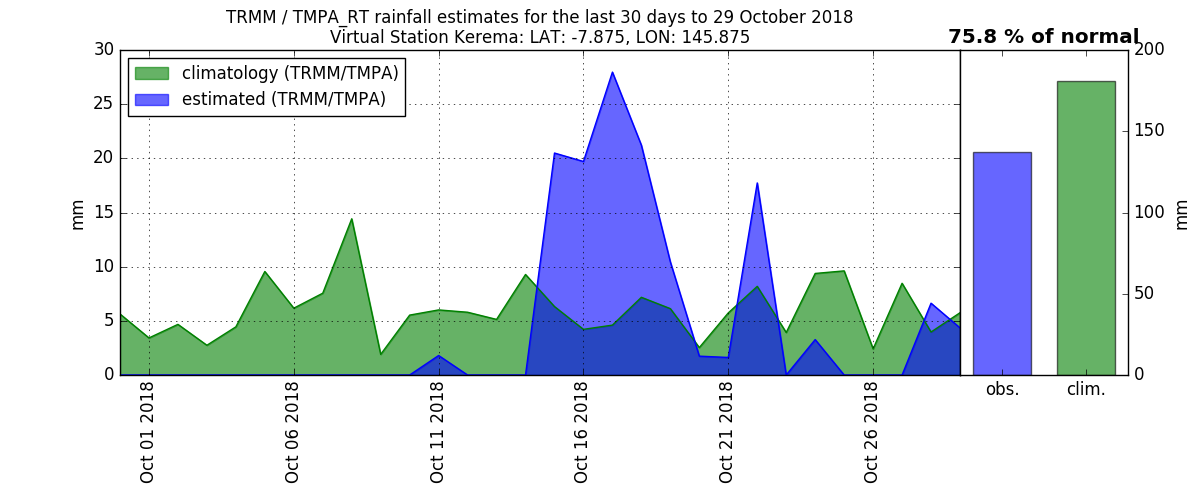 TRMM / TMPA_RT rainfall estimates for the last 30 days to 29 October 2018
Virtual Station Kerema: LAT: -7.875, LON: 145.875
75.8 % of normal
climatology (TRMM/TMPA)
estimated (TRMM/TMPA)
30
25
20
15
10
5
0
mm
Oct 01 2018
Oct 06 2018
Oct 11 2018
Oct 16 2018
Oct 21 2018
Oct 26 2018
obs.
clim.
200
150
100
50
0
mm